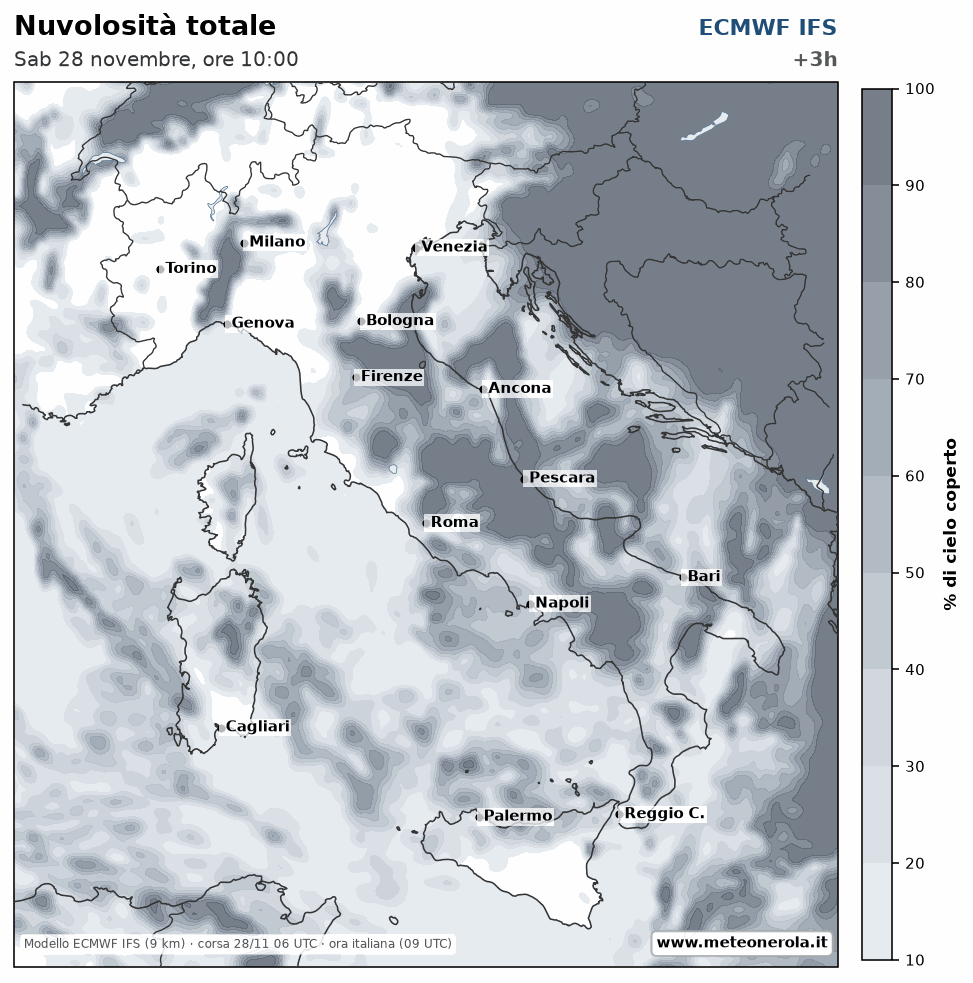 Nuvolosità totale
ECMWF IFS
Sab 28 novembre, ore 10:00
+3h
Milano
Venezia
Torino
Genova
Bologna
Firenze
Ancona
Pescara
Roma
Bari
Napoli
Cagliari
Palermo
Reggio C.
Modello ECMWF IFS (9 km) · corsa 28/11 06 UTC · ora italiana (09 UTC)
www.meteonerola.it
100
90
80
70
60
50
40
30
20
10
% di cielo coperto